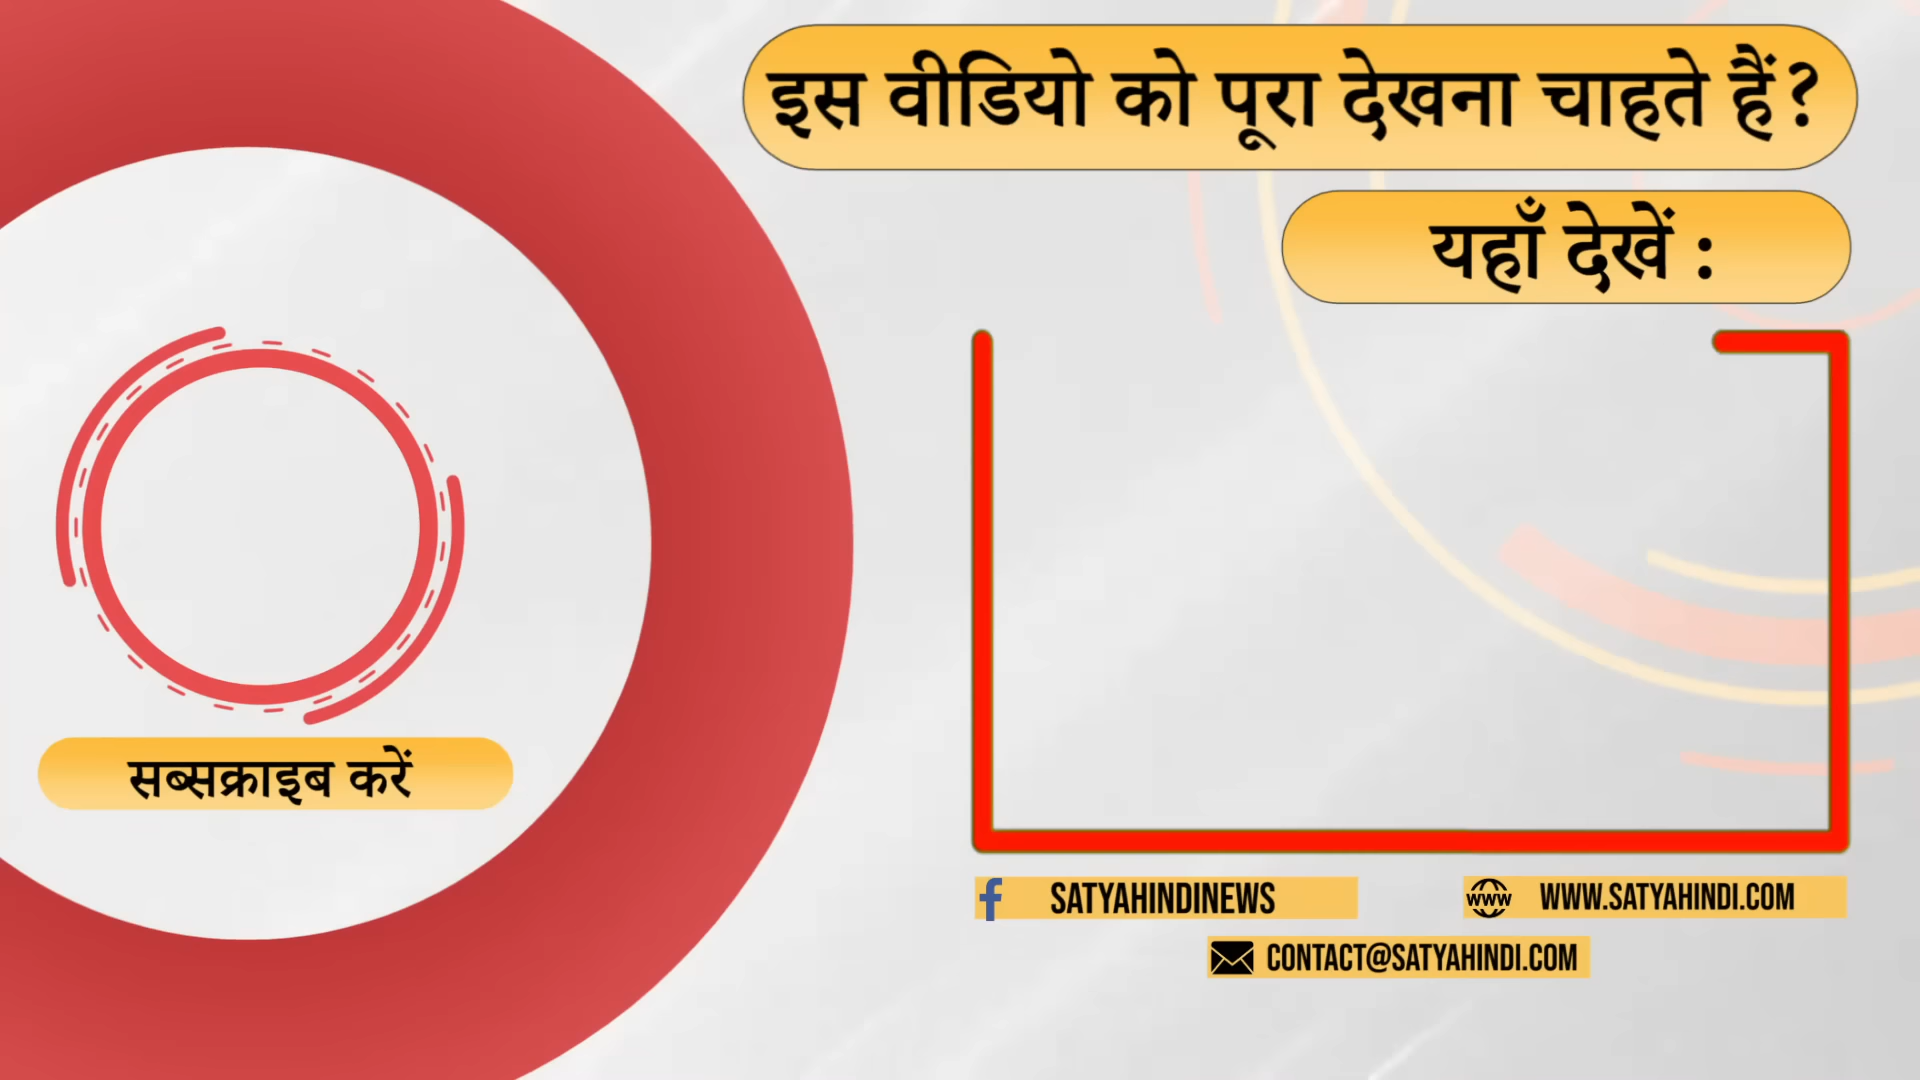 इस वीडियो को पूरा देखना चाहते हैं?
यहाँ देखें :
सब्सक्राइब करें
SATYAHINDINEWS
WWW WWW.SATYAHINDI.COM
CONTACT@SATYAHINDI.COM